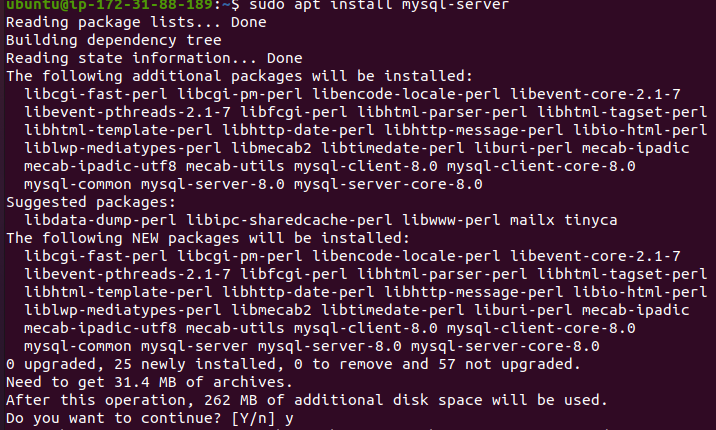 ubuntu@ip-172-31-88-189:~$ sudo apt install mysql-server
Reading package lists... Done
Building dependency tree
Reading state information... Done
The following additional packages will be installed:
  libcgi-fast-perl libcgi-pm-perl libencode-locale-perl libevent-core-2.1-7
  libevent-pthreads-2.1-7 libfcgi-perl libhtml-parser-perl libhtml-tagset-perl
  libhtml-template-perl libhttp-date-perl libhttp-message-perl libio-html-perl
  liblwp-mediatypes-perl libmecab2 libtimedate-perl liburi-perl mecab-ipadic
  mecab-ipadic-utf8 mecab-utils mysql-client-8.0 mysql-client-core-8.0
  mysql-common mysql-server-8.0 mysql-server-core-8.0
Suggested packages:
  libdata-dump-perl libipc-sharedcache-perl libwww-perl mailx tinyca
The following NEW packages will be installed:
  libcgi-fast-perl libcgi-pm-perl libencode-locale-perl libevent-core-2.1-7
  libevent-pthreads-2.1-7 libfcgi-perl libhtml-parser-perl libhtml-tagset-perl
  libhtml-template-perl libhttp-date-perl libhttp-message-perl libio-html-perl
  liblwp-mediatypes-perl libmecab2 libtimedate-perl liburi-perl mecab-ipadic
  mecab-ipadic-utf8 mecab-utils mysql-client-8.0 mysql-client-core-8.0
  mysql-common mysql-server mysql-server-8.0 mysql-server-core-8.0
0 upgraded, 25 newly installed, 0 to remove and 57 not upgraded.
Need to get 31.4 MB of archives.
After this operation, 262 MB of additional disk space will be used.
Do you want to continue? [Y/n] y